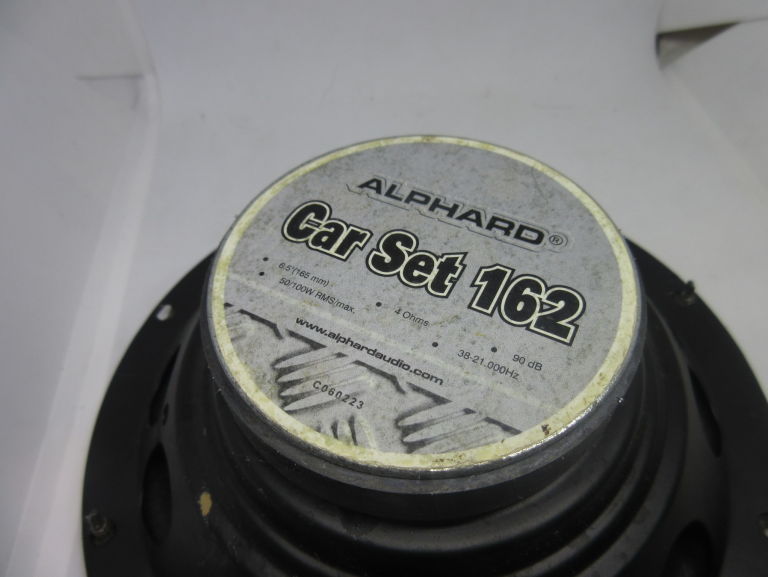 ALPHARD®
Car Set 162
• 6.5"(165 mm)
• 50/100W RMS/max.
• 4 Ohms
• 90 dB
• 38-21.000Hz
www.alphardaudio.com
C060223